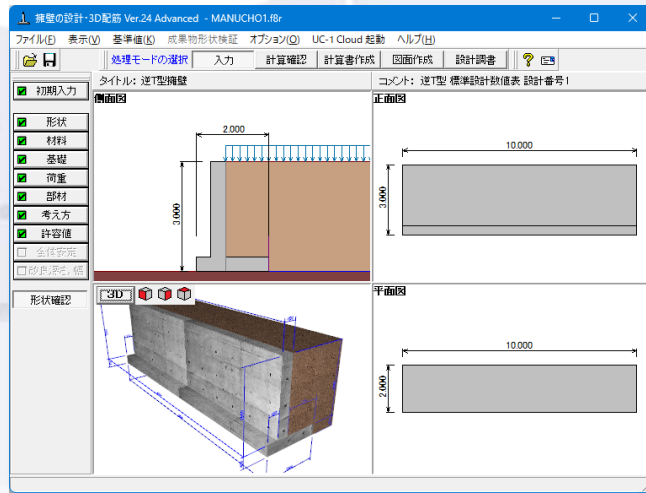 擁壁の設計・3D配筋 Ver.24 Advanced - MANUCHO1.f8r
ファイル(F) 表示(V) 基準値(K) 成果物形状検証 オプション(O) UC-1 Cloud 起動 ヘルプ(H)
処理モードの選択 入力 計算確認 計算書作成 図面作成 設計調書
タイトル: 逆T型擁壁 コメント: 逆T型 標準設計数値表 設計番号1
初期入力
形状
材料
基礎
荷重
部材
考え方
許容値
全体安定
形状確認
側面図
2.000
3.000
正面図
10.000
3.000
3D
平面図
10.000
2.000